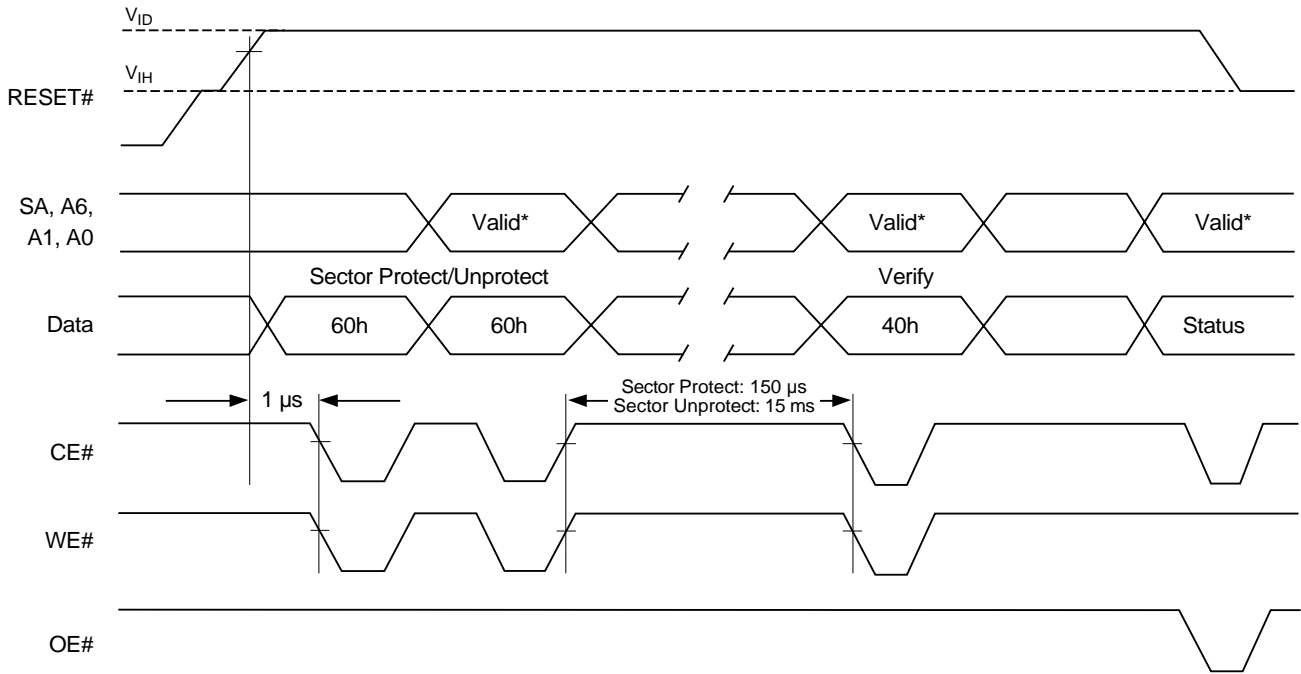 VID
VIH
RESET#
SA, A6,
A1, A0
Valid*
Valid*
Valid*
Sector Protect/Unprotect
Verify
Data
60h
60h
40h
Status
1 µs
Sector Protect: 150 µs
Sector Unprotect: 15 ms
CE#
WE#
OE#